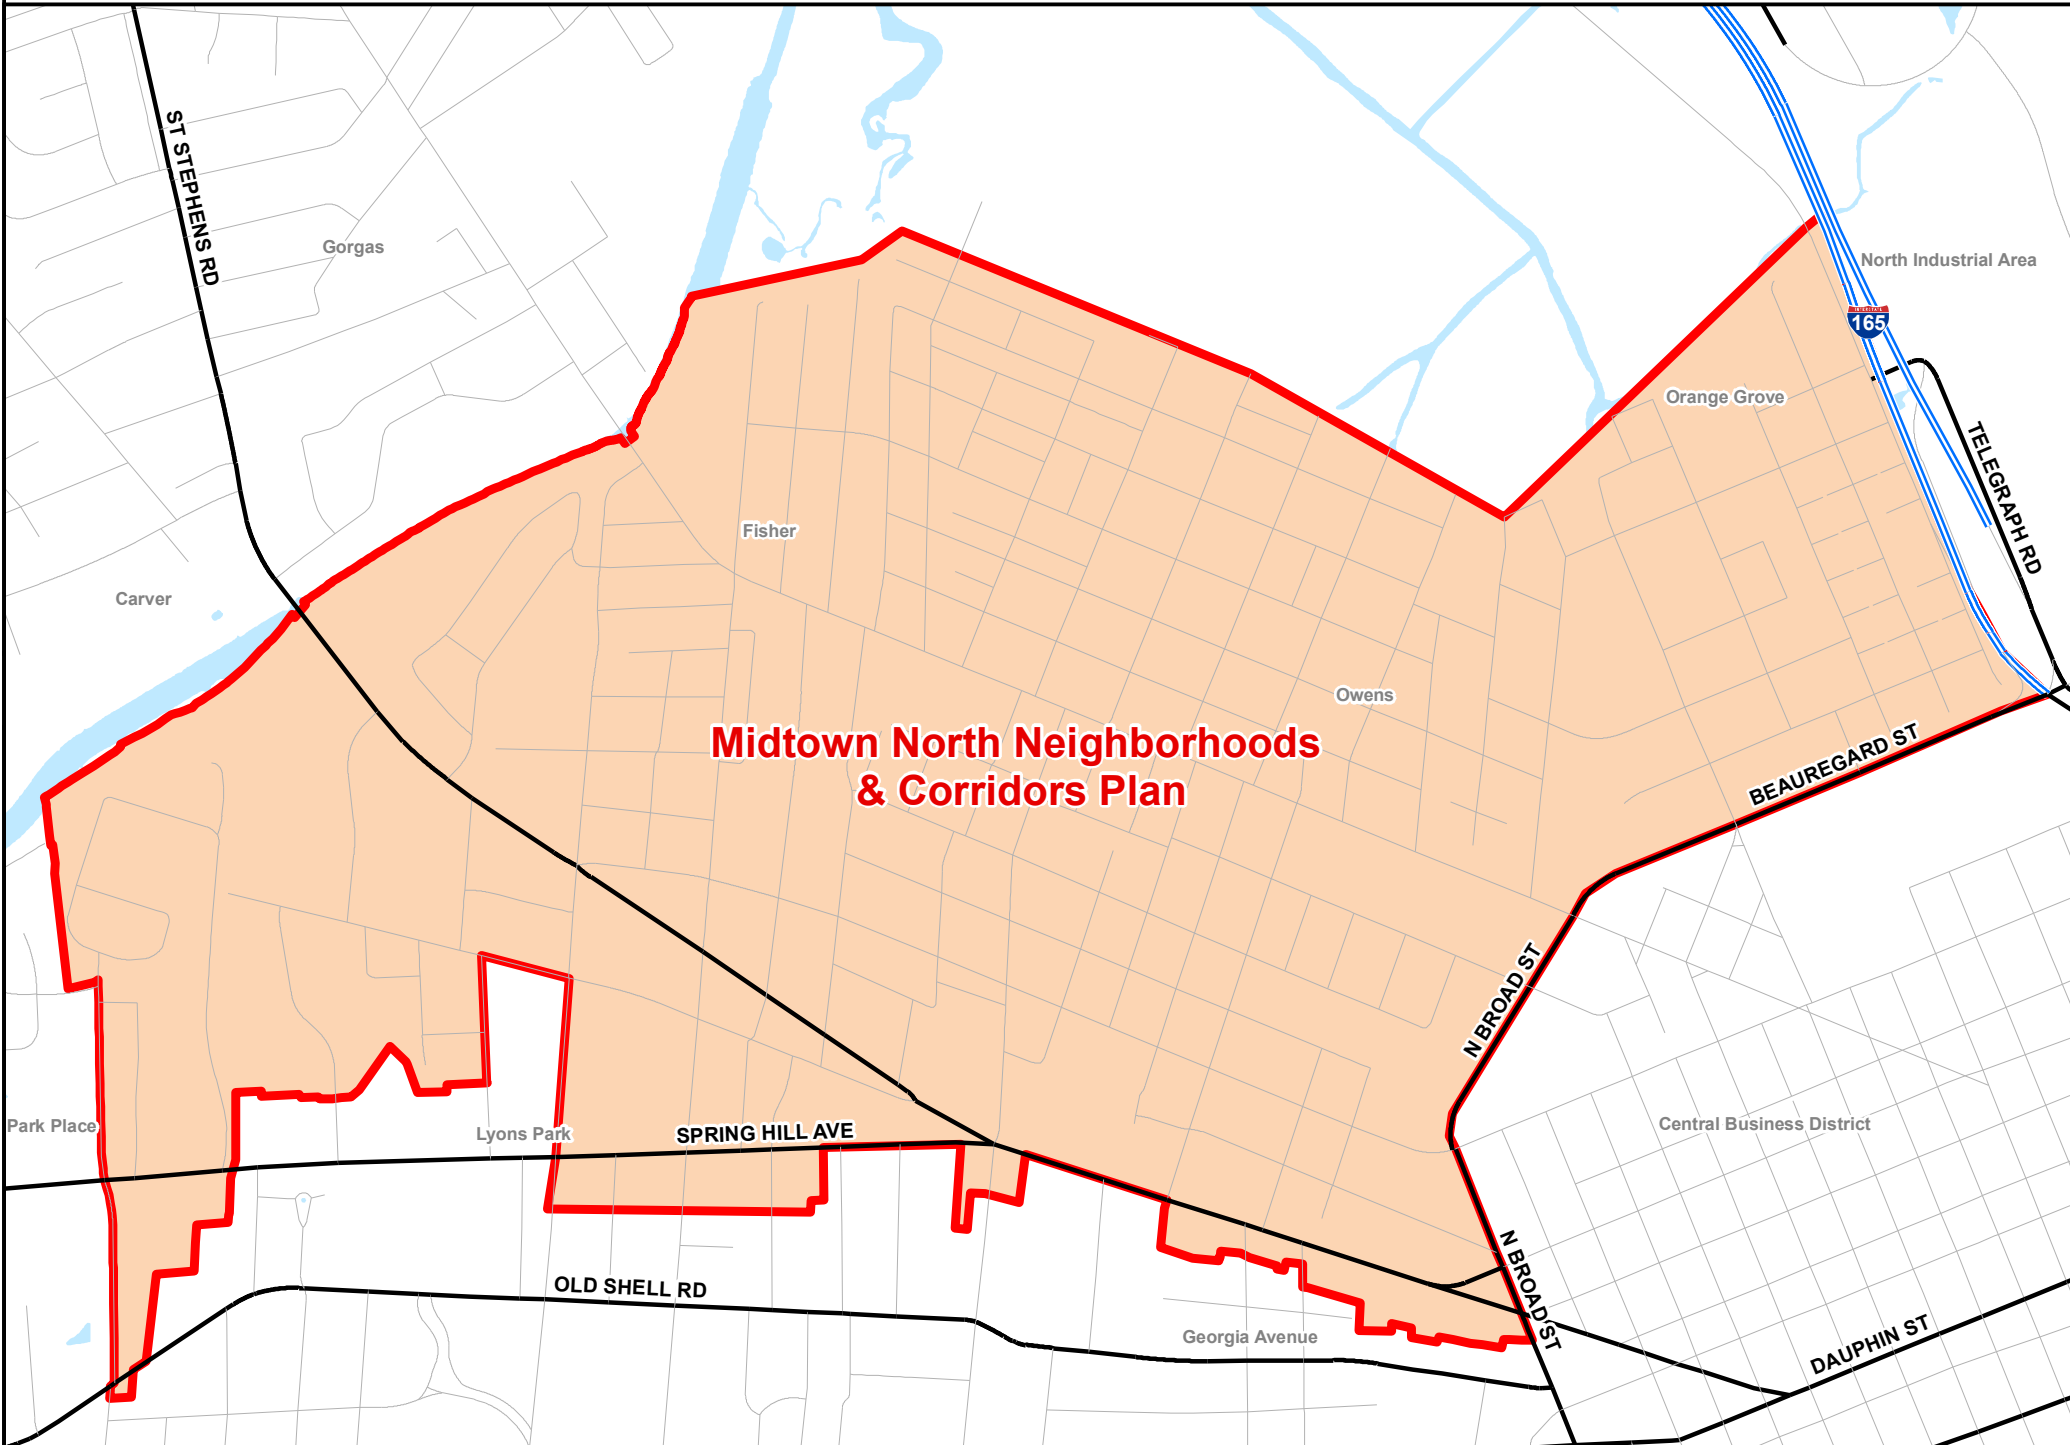 ST STEPHENS RD
Gorgas
North Industrial Area
INTERSTATE
165
Orange Grove
TELEGRAPH RD
Fisher
Carver
Owens
Midtown North Neighborhoods
& Corridors Plan
BEAUREGARD ST
N BROAD ST
Park Place
Lyons Park
SPRING HILL AVE
Central Business District
N BROAD ST
OLD SHELL RD
Georgia Avenue
DAUPHIN ST